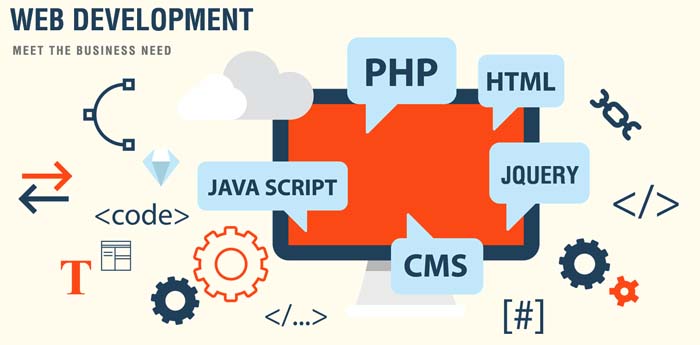 WEB DEVELOPMENT
MEET THE BUSINESS NEED
PHP
HTML
JAVA SCRIPT
JQUERY
<code>
</>
T
CMS
</...>
[#]